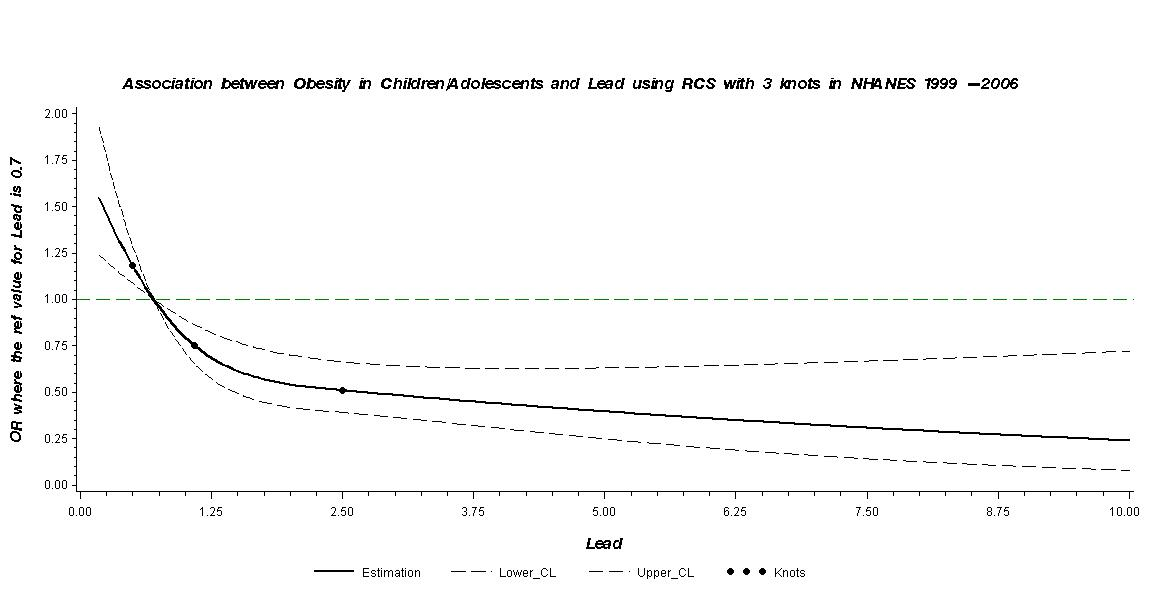 Association between Obesity in Children/Adolescents and Lead using RCS with 3 knots in NHANES 1999 —2006
OR where the ref value for Lead is 0.7
2.00
1.75
1.50
1.25
1.00
0.75
0.50
0.25
0.00
0.00 1.25 2.50 3.75 5.00 6.25 7.50 8.75 10.00
Lead
Estimation Lower_CL Upper_CL Knots